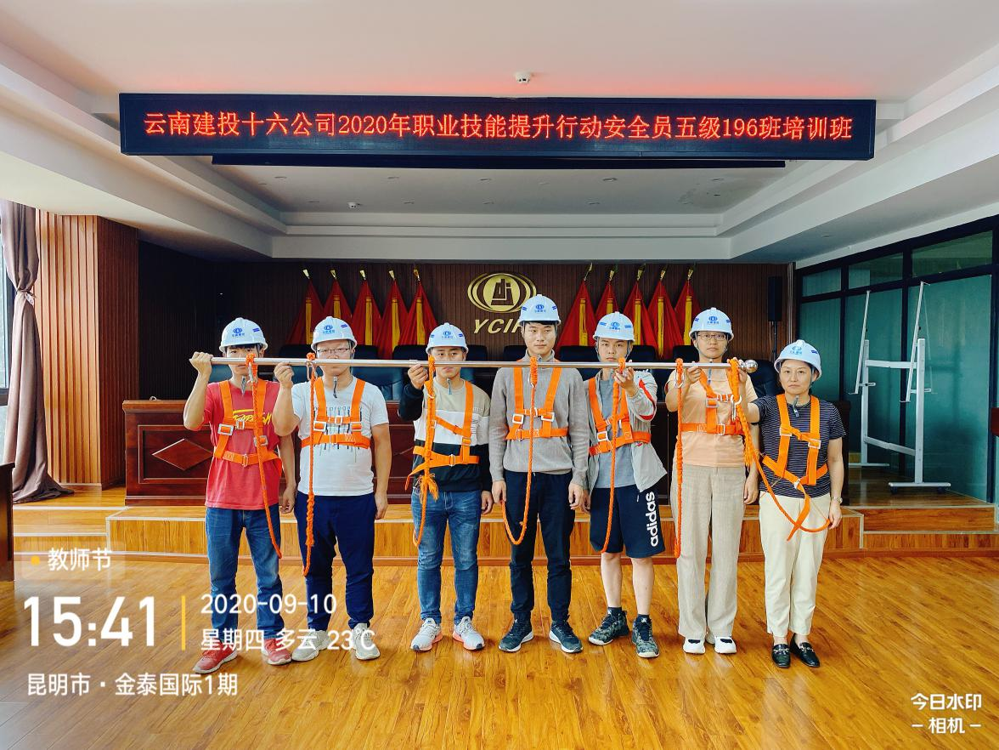 云南建投十六公司2020年职业技能提升行动安全员五级196班培训班
YCIH
adidas
教师节
15:41
2020-09-10
星期四 多云 23℃
昆明市·金泰国际1期
今日水印
-相机-